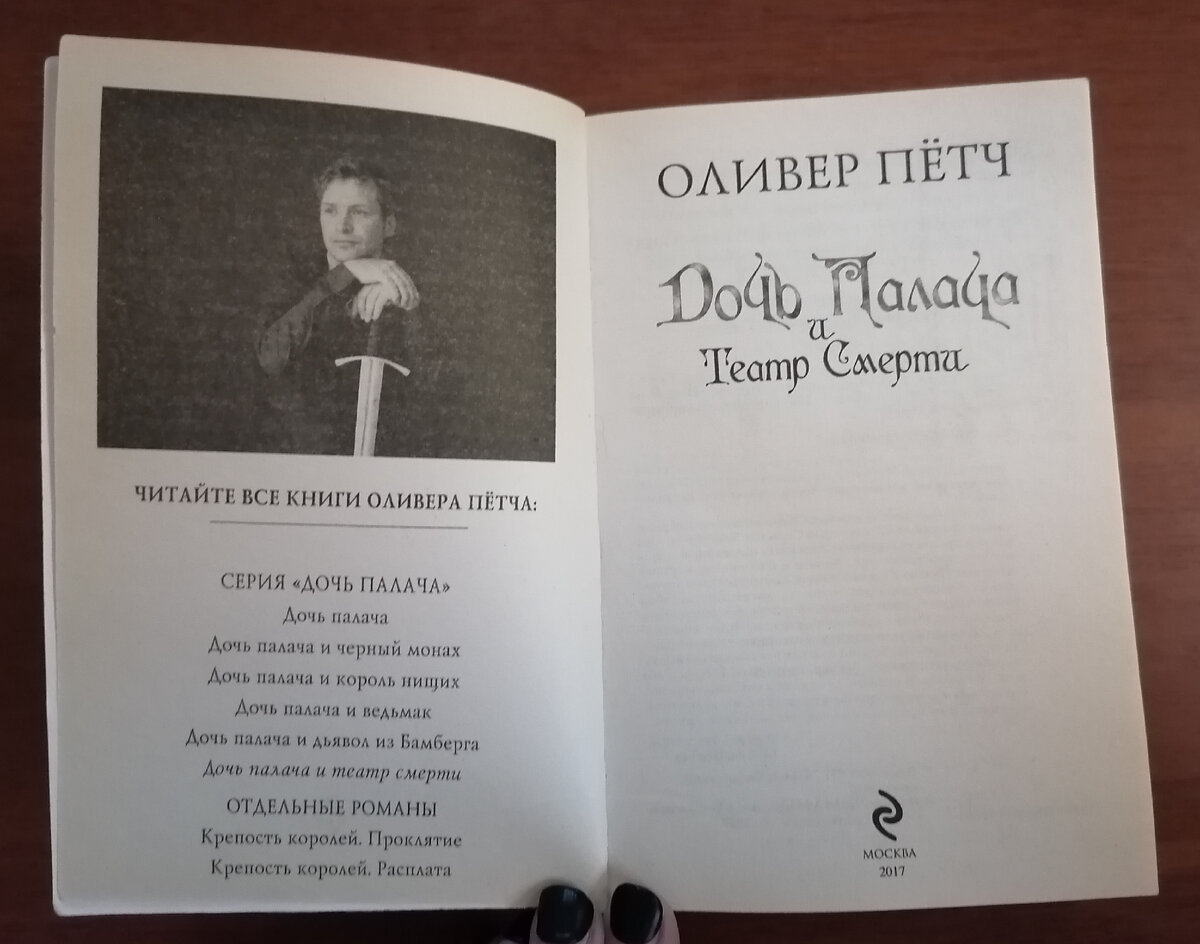 ЧИТАЙТЕ ВСЕ КНИГИ ОЛИВЕРА ПЁТЧА:
СЕРИЯ «ДОЧЬ ПАЛАЧА»
Дочь палача
Дочь палача и черный монах
Дочь палача и король нищих
Дочь палача и ведьмак
Дочь палача и дьявол из Бамберга
Дочь палача и театр смерти
ОТДЕЛЬНЫЕ РОМАНЫ
Крепость королей. Проклятие
Крепость королей. Расплата
ОЛИВЕР ПЁТЧ
Дочь Палача
и
Театр Смерти
МОСКВА
2017